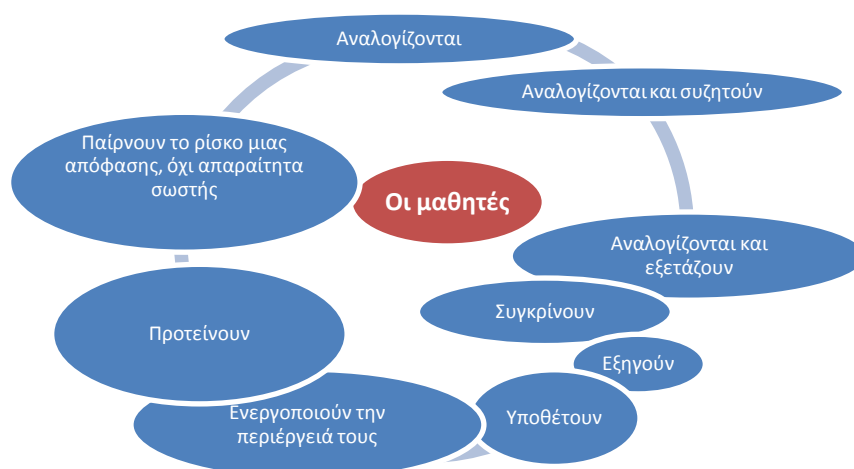 Αναλογίζονται
Αναλογίζονται και συζητούν
Παίρνουν το ρίσκο μιας
απόφασης, όχι απαραίτητα
σωστής
Οι μαθητές
Αναλογίζονται και
εξετάζουν
Συγκρίνουν
Προτείνουν
Εξηγούν
Ενεργοποιούν την
περιέργειά τους
Υποθέτουν